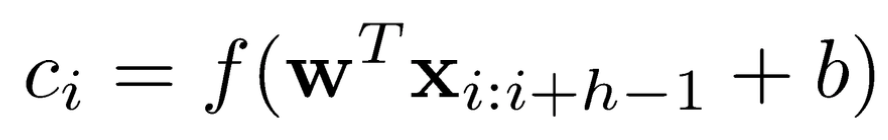 c_i = f(\mathbf{w}^T \mathbf{x}_{i:i+h-1} + b)